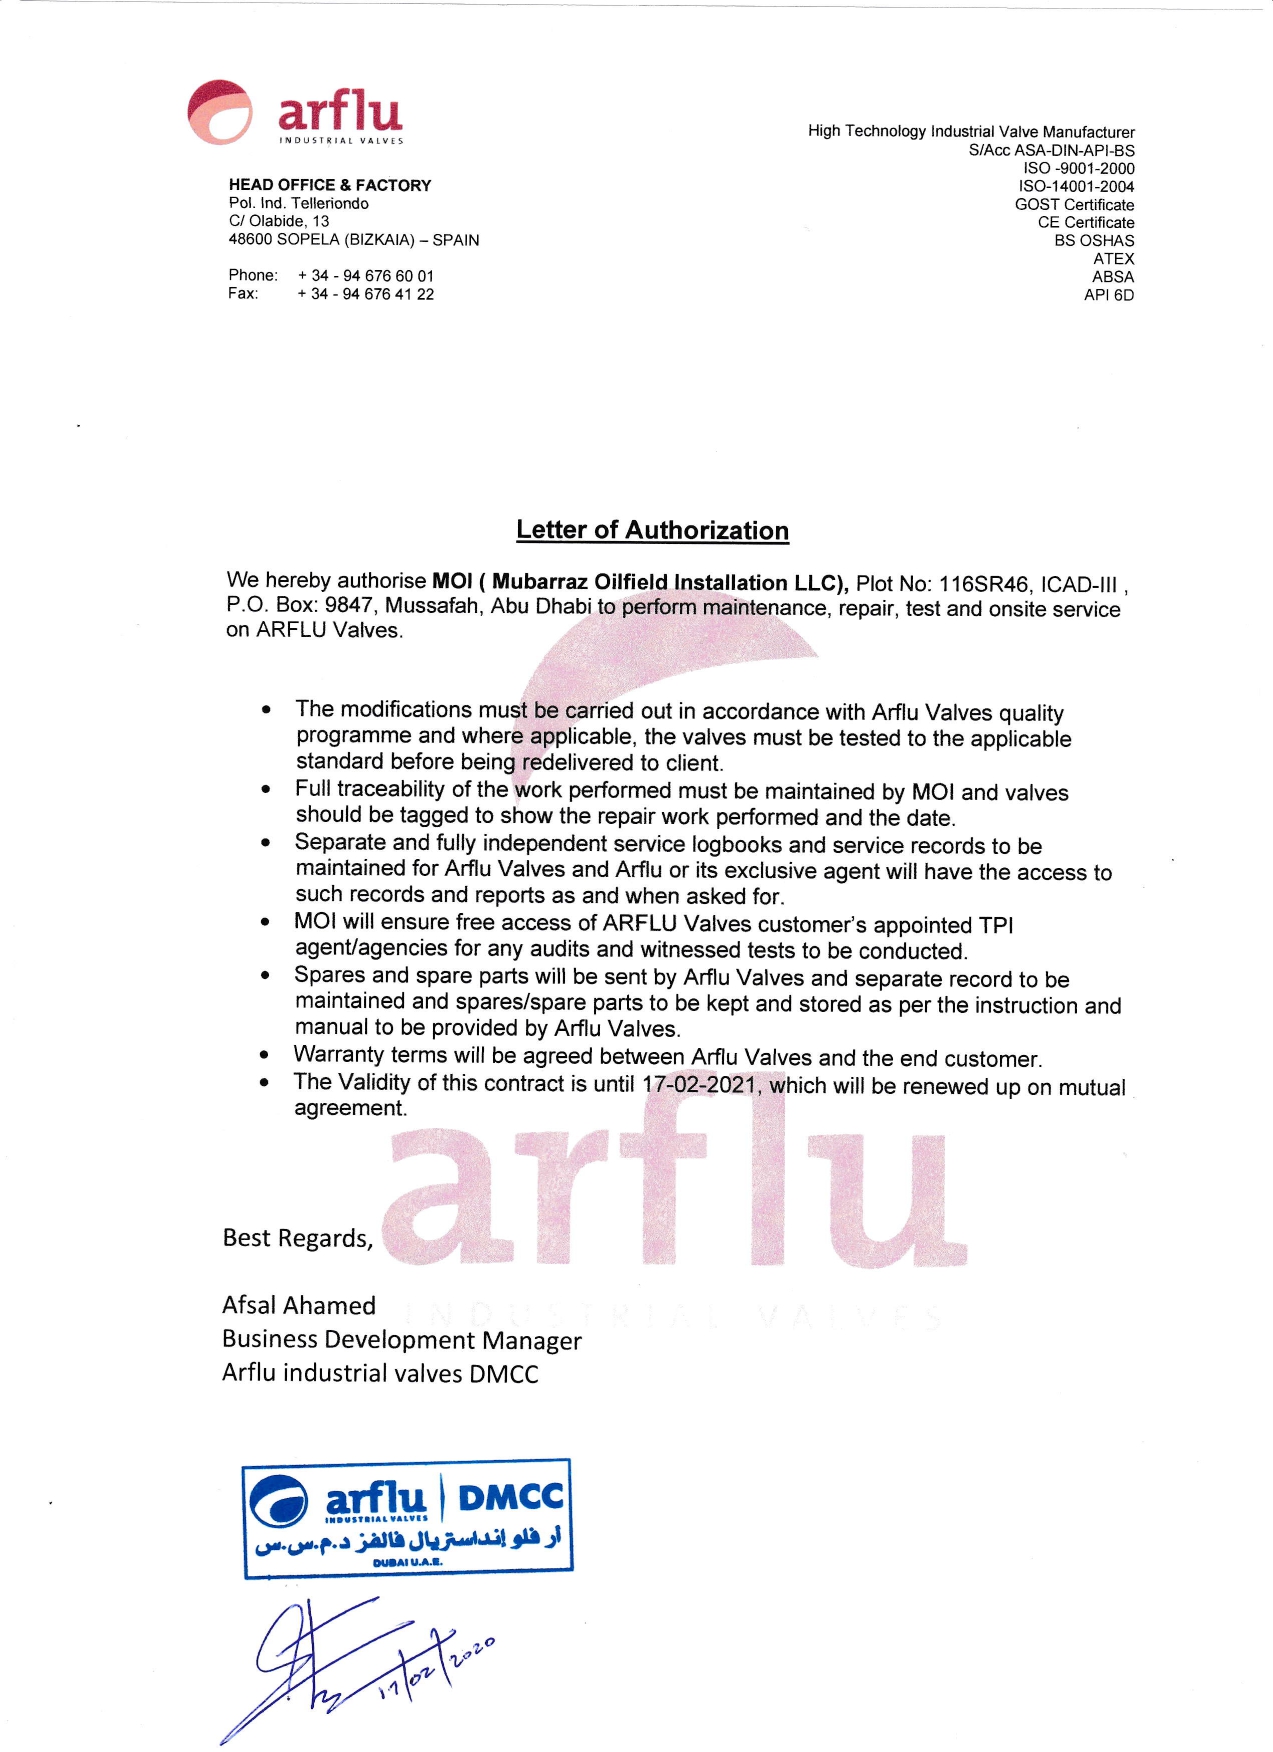 arflu
INDUSTRIAL VALVES
HEAD OFFICE & FACTORY
Pol. Ind. Telleriondo
C/ Olabide, 13
48600 SOPELA (BIZKAIA) – SPAIN
Phone: + 34 - 94 676 60 01
Fax: + 34 - 94 676 41 22
High Technology Industrial Valve Manufacturer
S/Acc ASA-DIN-API-BS
ISO -9001-2000
ISO-14001-2004
GOST Certificate
CE Certificate
BS OSHAS
ATEX
ABSA
API 6D
Letter of Authorization
We hereby authorise MOI ( Mubarraz Oilfield Installation LLC), Plot No: 116SR46, ICAD-III ,
P.O. Box: 9847, Mussafah, Abu Dhabi to perform maintenance, repair, test and onsite service
on ARFLU Valves.
• The modifications must be carried out in accordance with Arflu Valves quality
programme and where applicable, the valves must be tested to the applicable
standard before being redelivered to client.
• Full traceability of the work performed must be maintained by MOI and valves
should be tagged to show the repair work performed and the date.
• Separate and fully independent service logbooks and service records to be
maintained for Arflu Valves and Arflu or its exclusive agent will have the access to
such records and reports as and when asked for.
• MOI will ensure free access of ARFLU Valves customer's appointed TPI
agent/agencies for any audits and witnessed tests to be conducted.
• Spares and spare parts will be sent by Arflu Valves and separate record to be
maintained and spares/spare parts to be kept and stored as per the instruction and
manual to be provided by Arflu Valves.
• Warranty terms will be agreed between Arflu Valves and the end customer.
• The Validity of this contract is until 17-02-2021, which will be renewed up on mutual
agreement.
arflu
INDUSTRIAL VALVES
Best Regards,
Afsal Ahamed
Business Development Manager
Arflu industrial valves DMCC
arflu DMCC
INDUSTRIAL VALVES
أر فلو إنداستريال فالفز د.م.س.س
DUBAI U.A.E.
17/02/2020